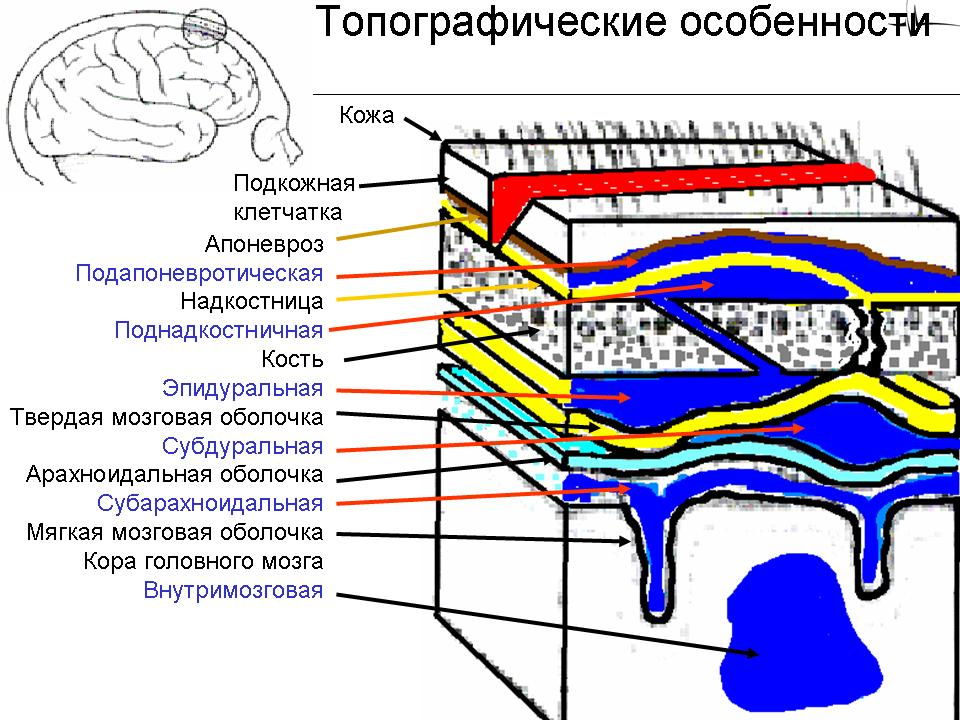 Топографические особенности
Кожа
Подкожная
клетчатка
Апоневроз
Подапоневротическая
Надкостница
Поднадкостничная
Кость
Эпидуральная
Твердая мозговая оболочка
Субдуральная
Арахноидальная оболочка
Субарахноидальная
Мягкая мозговая оболочка
Кора головного мозга
Внутримозговая